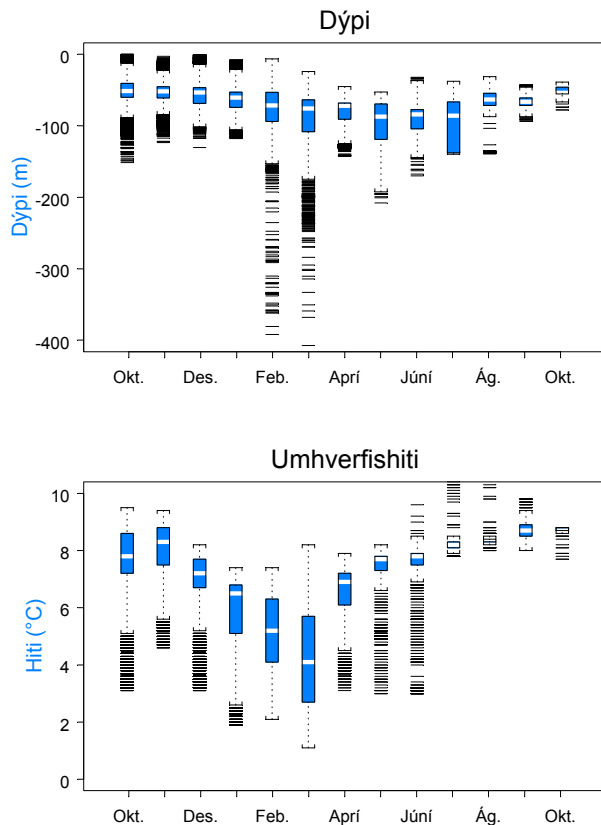 Dýpi
Dýpi (m)
0
-100
-200
-300
-400
Okt. Des. Feb. Aprí Júní Ág. Okt.
Umhverfishiti
Hiti (°C)
10
8
6
4
2
0
Okt. Des. Feb. Aprí Júní Ág. Okt.